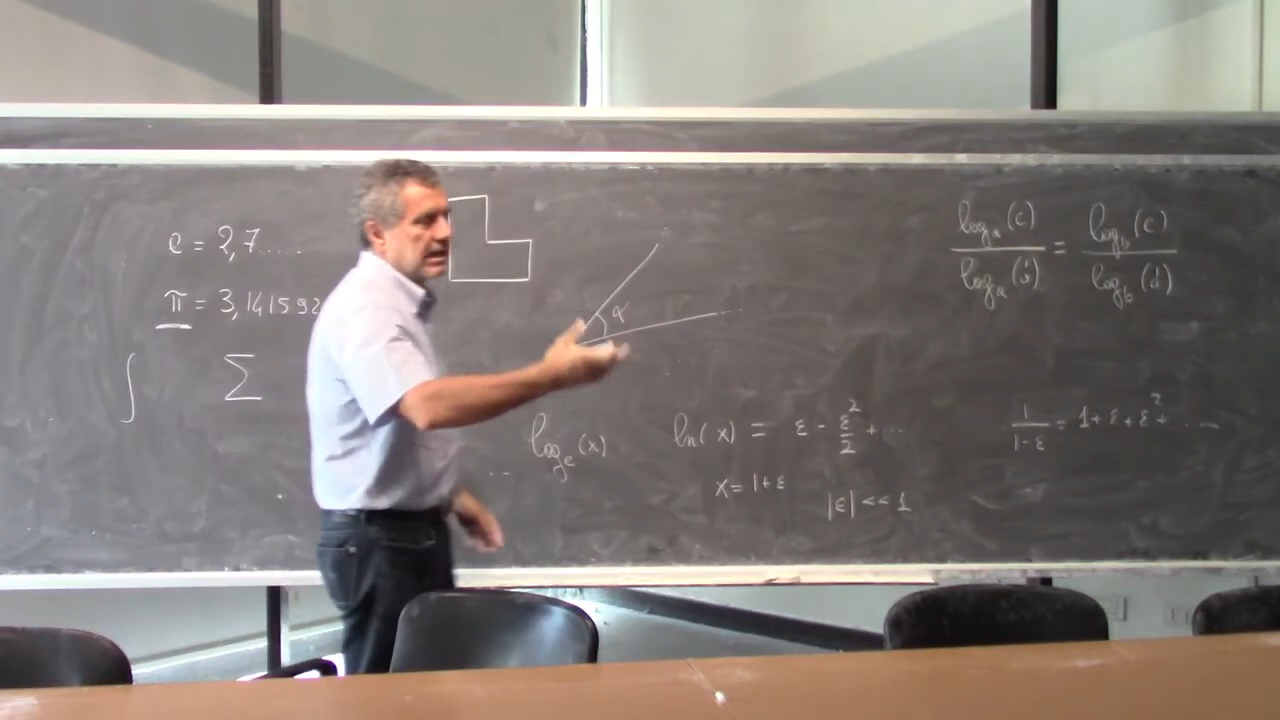 e = 2,7.....
π = 3,141592
∫ Σ
α
log_a(c)/log_a(d) = log_b(c)/log_b(d)
log_e(x)
ln(x) = ε - ε²/2 + ...
x = 1+ε
|ε| << 1
1/(1-ε) = 1 + ε + ε² + ....